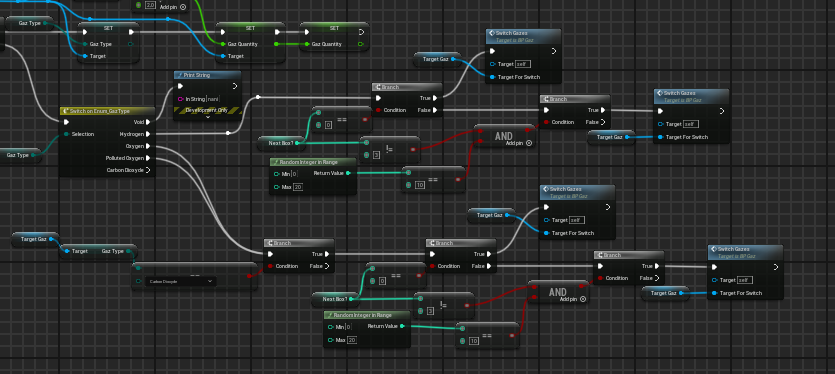 2.0
Add pin
Gaz Type
SET
SET
SET
Gaz Type
Target
Gaz Quantity
Target
Gaz Quantity
Switch Gazes
Target is BP Gaz
Target self
Target For Switch
Target Gaz
Print String
In String
Development Only
Branch
Condition
True
False
Switch on Enum_GazType
Selection
Void
Hydrogen
Oxygen
Polluted Oxygen
Carbon Dioxyde
Gaz Type
0
==
Next Box?
3
!=
AND
Add pin
Branch
Condition
True
False
Switch Gazes
Target is BP Gaz
Target self
Target For Switch
Target Gaz
Random Integer in Range
Min 0
Max 20
Return Value
10
==
Switch Gazes
Target is BP Gaz
Target self
Target For Switch
Target Gaz
Target Gaz
Target
Gaz Type
==
Carbon Dioxyde
Branch
Condition
True
False
Branch
Condition
True
False
0
==
Next Box?
3
!=
AND
Add pin
Branch
Condition
True
False
Switch Gazes
Target is BP Gaz
Target self
Target For Switch
Target Gaz
Random Integer in Range
Min 0
Max 20
Return Value
10
==